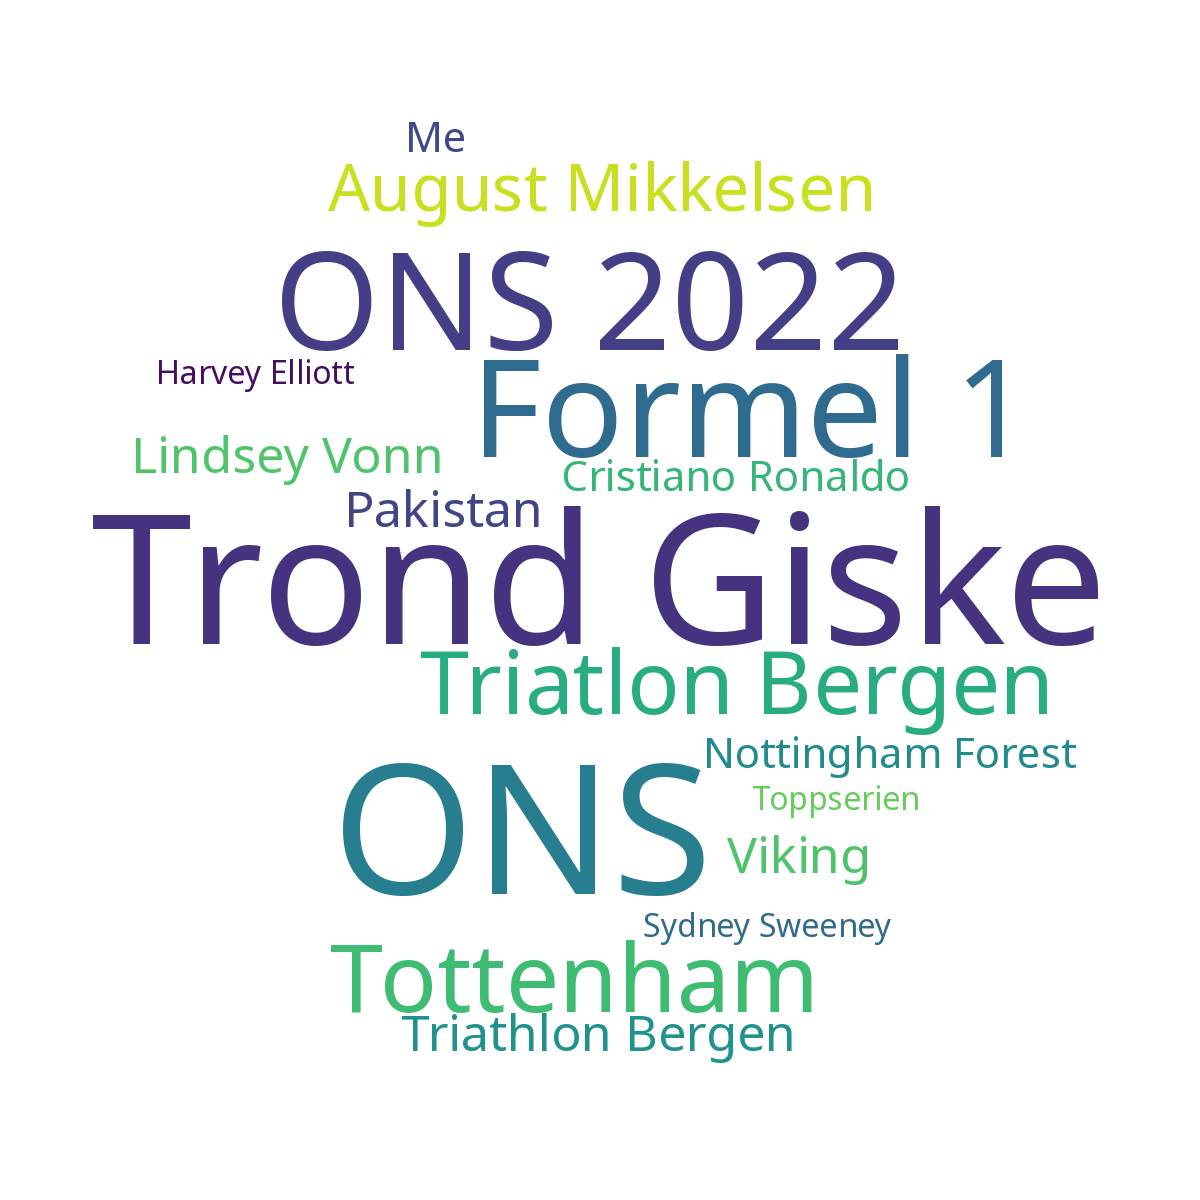 Me
August Mikkelsen
ONS 2022
Harvey Elliott
Formel 1
Lindsey Vonn
Cristiano Ronaldo
Pakistan
Trond Giske
Triatlon Bergen
Nottingham Forest
Toppserien
ONS
Viking
Sydney Sweeney
Tottenham
Triathlon Bergen